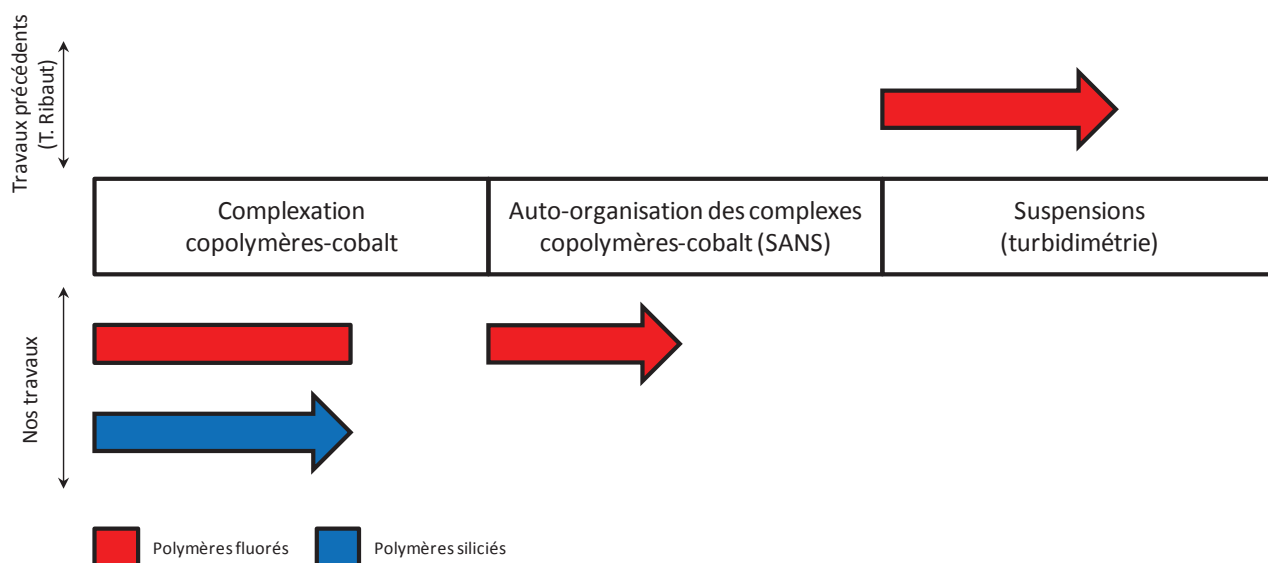 Travaux précédents
(T. Ribaut)
Complexation
copolymères-cobalt
Auto-organisation des complexes
copolymères-cobalt (SANS)
Suspensions
(turbidimétrie)
Nos travaux
Polymères fluorés
Polymères siliciés